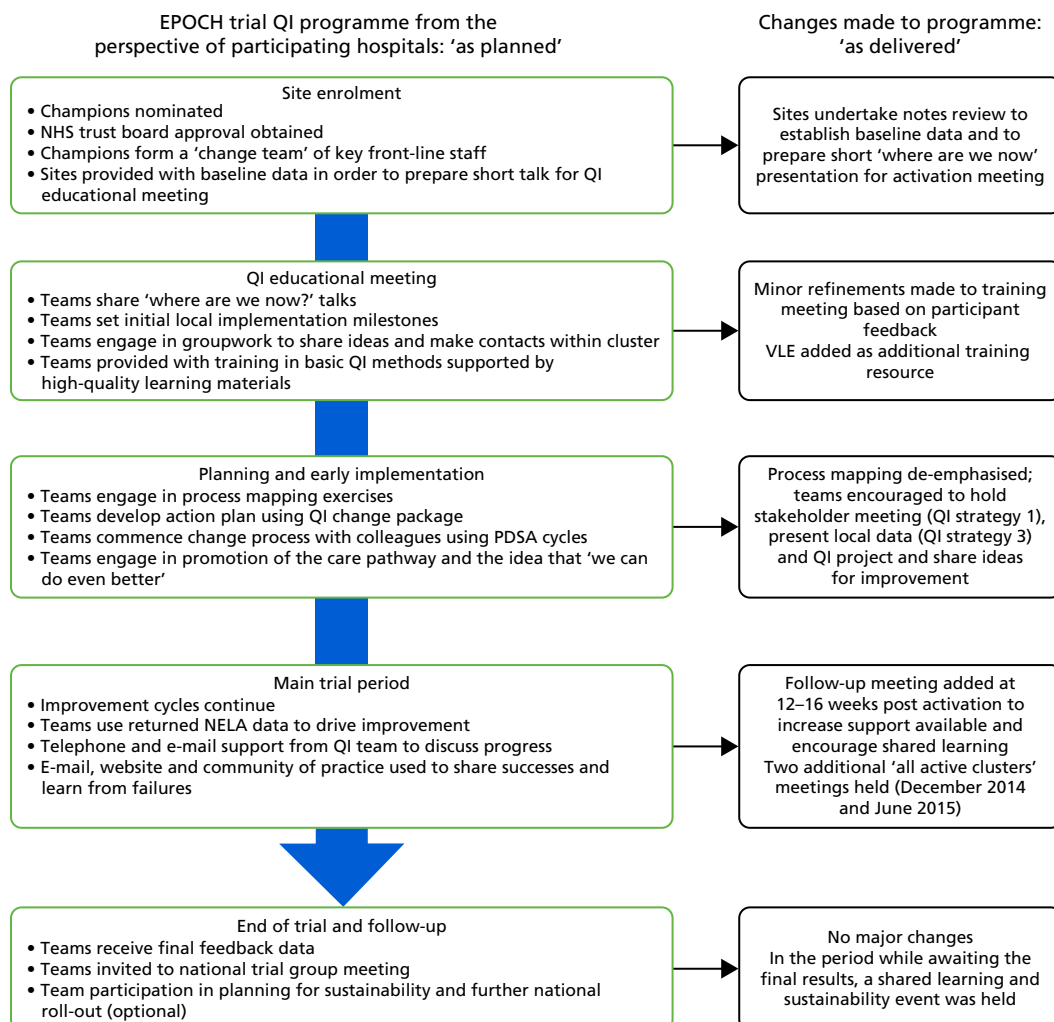 EPOCH trial QI programme from the
perspective of participating hospitals: ‘as planned’
Changes made to programme:
‘as delivered’
Site enrolment
• Champions nominated
• NHS trust board approval obtained
• Champions form a ‘change team’ of key front-line staff
• Sites provided with baseline data in order to prepare short talk for QI
educational meeting
Sites undertake notes review to
establish baseline data and to
prepare short ‘where are we now’
presentation for activation meeting
QI educational meeting
• Teams share ‘where are we now?’ talks
• Teams set initial local implementation milestones
• Teams engage in groupwork to share ideas and make contacts within cluster
• Teams provided with training in basic QI methods supported by
high-quality learning materials
Minor refinements made to training
meeting based on participant
feedback
VLE added as additional training
resource
Planning and early implementation
• Teams engage in process mapping exercises
• Teams develop action plan using QI change package
• Teams commence change process with colleagues using PDSA cycles
• Teams engage in promotion of the care pathway and the idea that ‘we can
do even better’
Process mapping de-emphasised;
teams encouraged to hold
stakeholder meeting (QI strategy 1),
present local data (QI strategy 3)
and QI project and share ideas
for improvement
Main trial period
• Improvement cycles continue
• Teams use returned NELA data to drive improvement
• Telephone and e-mail support from QI team to discuss progress
• E-mail, website and community of practice used to share successes and
learn from failures
Follow-up meeting added at
12–16 weeks post activation to
increase support available and
encourage shared learning
Two additional ‘all active clusters’
meetings held (December 2014
and June 2015)
End of trial and follow-up
• Teams receive final feedback data
• Teams invited to national trial group meeting
• Team participation in planning for sustainability and further national
roll-out (optional)
No major changes
In the period while awaiting the
final results, a shared learning and
sustainability event was held